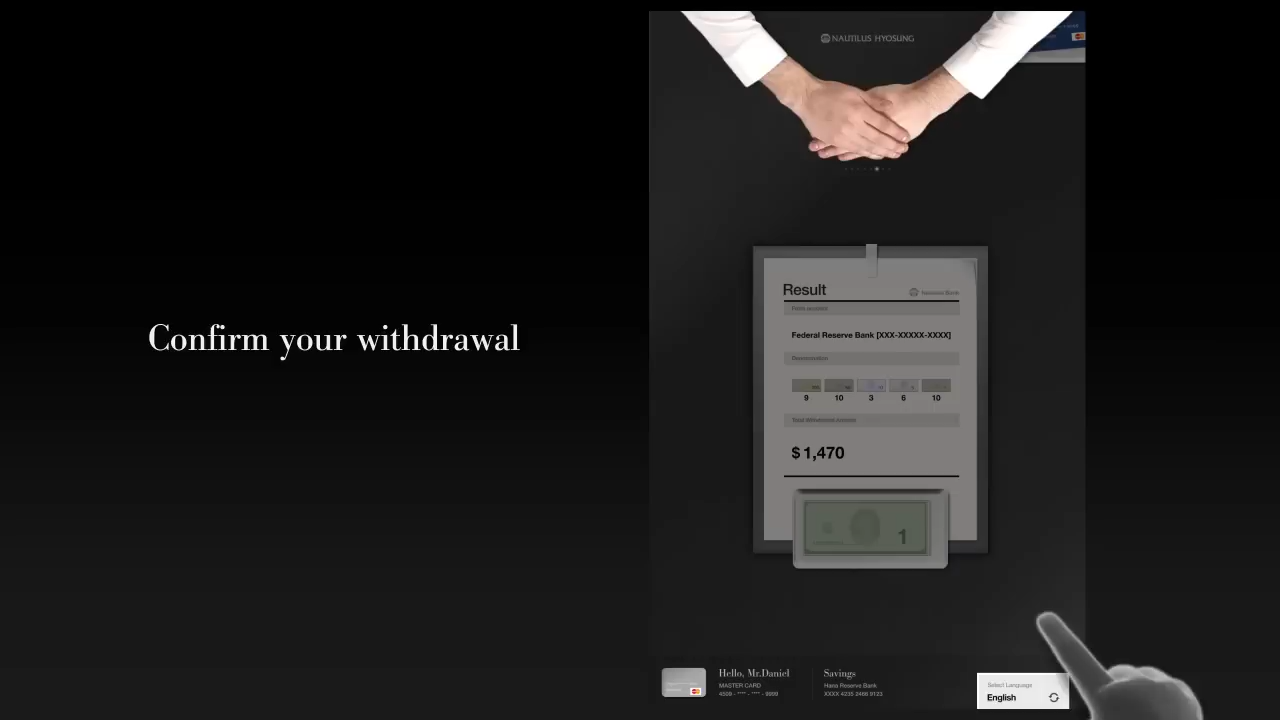 NAUTILUS HYOSUNG
Confirm your withdrawal
Result
Federal Reserve Bank [XXX-XXXXX-XXXX]
Denomination
9 10 3 6 10
Total Withdrawal Amount
$ 1,470
1
Hello, Mr.Daniel
MASTER CARD
4509 - **** - **** - 9999
Savings
Hana Reserve Bank
XXXX 4235 2466 9123
Select Language
English